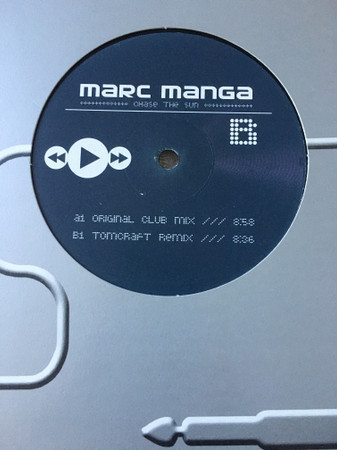 marc manga
++++++++++++ CHase THe sun ++++++++++++
B
a1 ORiGinaL CLUB mix /// 8:58
B1 TOmCRaFT Remix /// 8:36